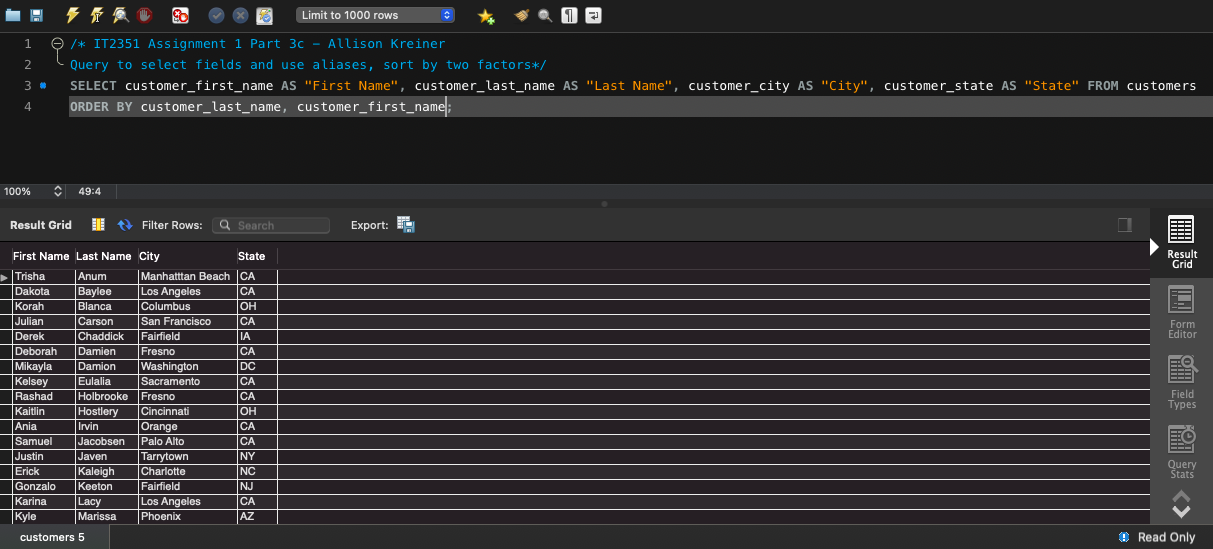 Limit to 1000 rows
1 /* IT2351 Assignment 1 Part 3c - Allison Kreiner
2 Query to select fields and use aliases, sort by two factors*/
3 SELECT customer_first_name AS "First Name", customer_last_name AS "Last Name", customer_city AS "City", customer_state AS "State" FROM customers
4 ORDER BY customer_last_name, customer_first_name;
100% 49:4
Result Grid Filter Rows: Search Export:
First Name Last Name City State
Trisha Anum Manhatttan Beach CA
Dakota Baylee Los Angeles CA
Korah Blanca Columbus OH
Julian Carson San Francisco CA
Derek Chaddick Fairfield IA
Deborah Damien Fresno CA
Mikayla Damion Washington DC
Kelsey Eulalia Sacramento CA
Rashad Holbrooke Fresno CA
Kaitlin Hostlery Cincinnati OH
Ania Irvin Orange CA
Samuel Jacobsen Palo Alto CA
Justin Javen Tarrytown NY
Erick Kaleigh Charlotte NC
Gonzalo Keeton Fairfield NJ
Karina Lacy Los Angeles CA
Kyle Marissa Phoenix AZ
Result
Grid
Form
Editor
Field
Types
Query
Stats
customers 5 Read Only